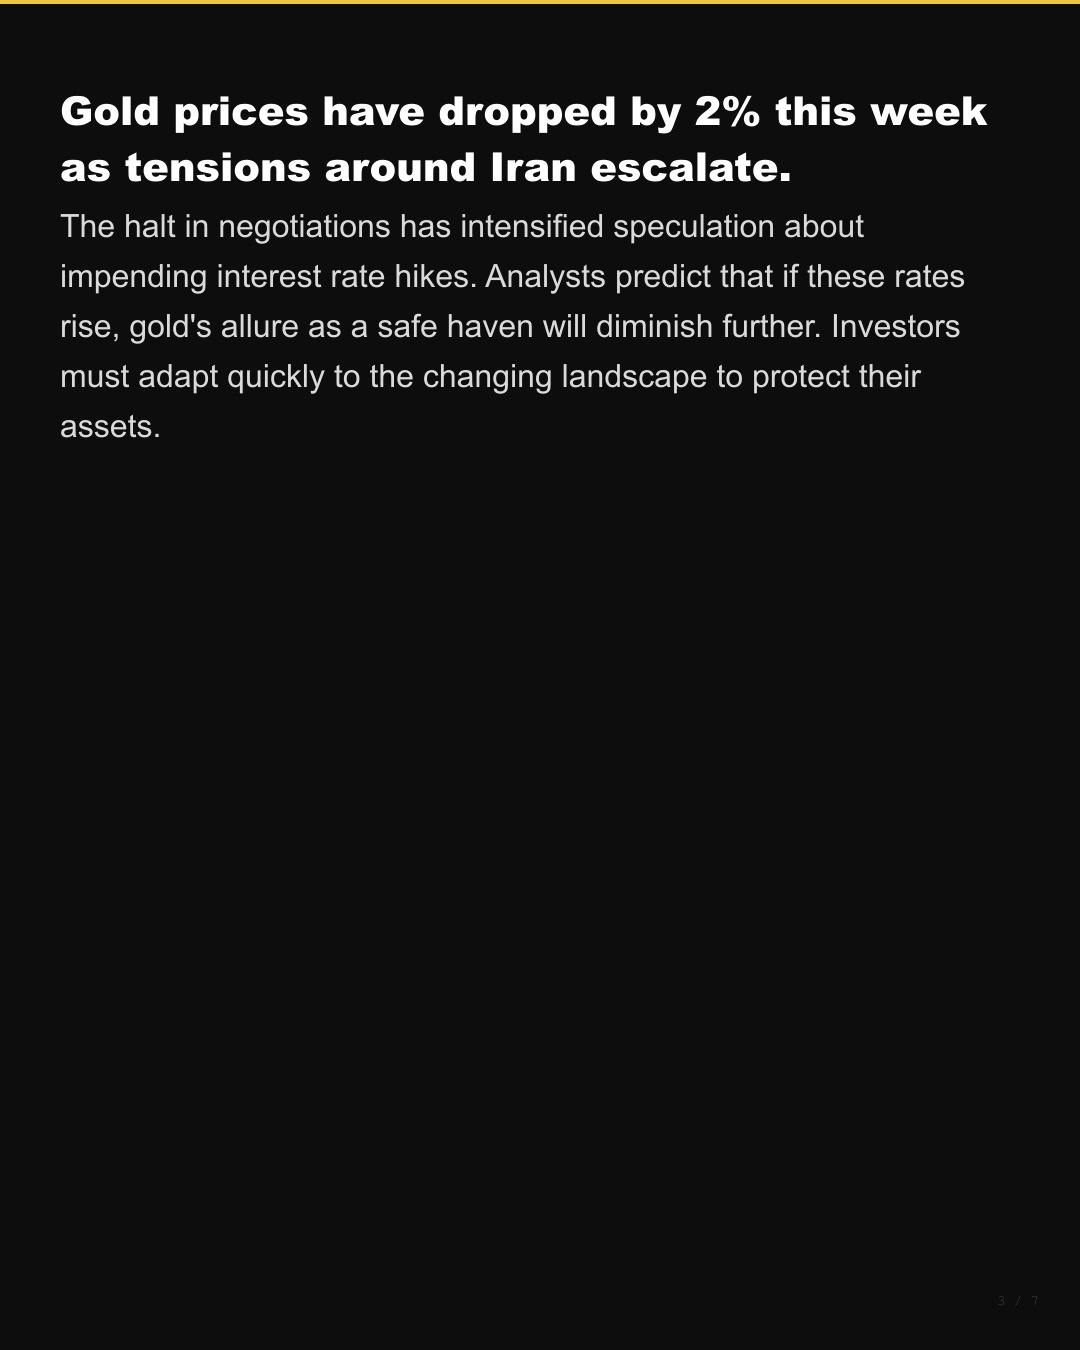 Gold prices have dropped by 2% this week
as tensions around Iran escalate.
The halt in negotiations has intensified speculation about
impending interest rate hikes. Analysts predict that if these rates
rise, gold's allure as a safe haven will diminish further. Investors
must adapt quickly to the changing landscape to protect their
assets.
3 / 7